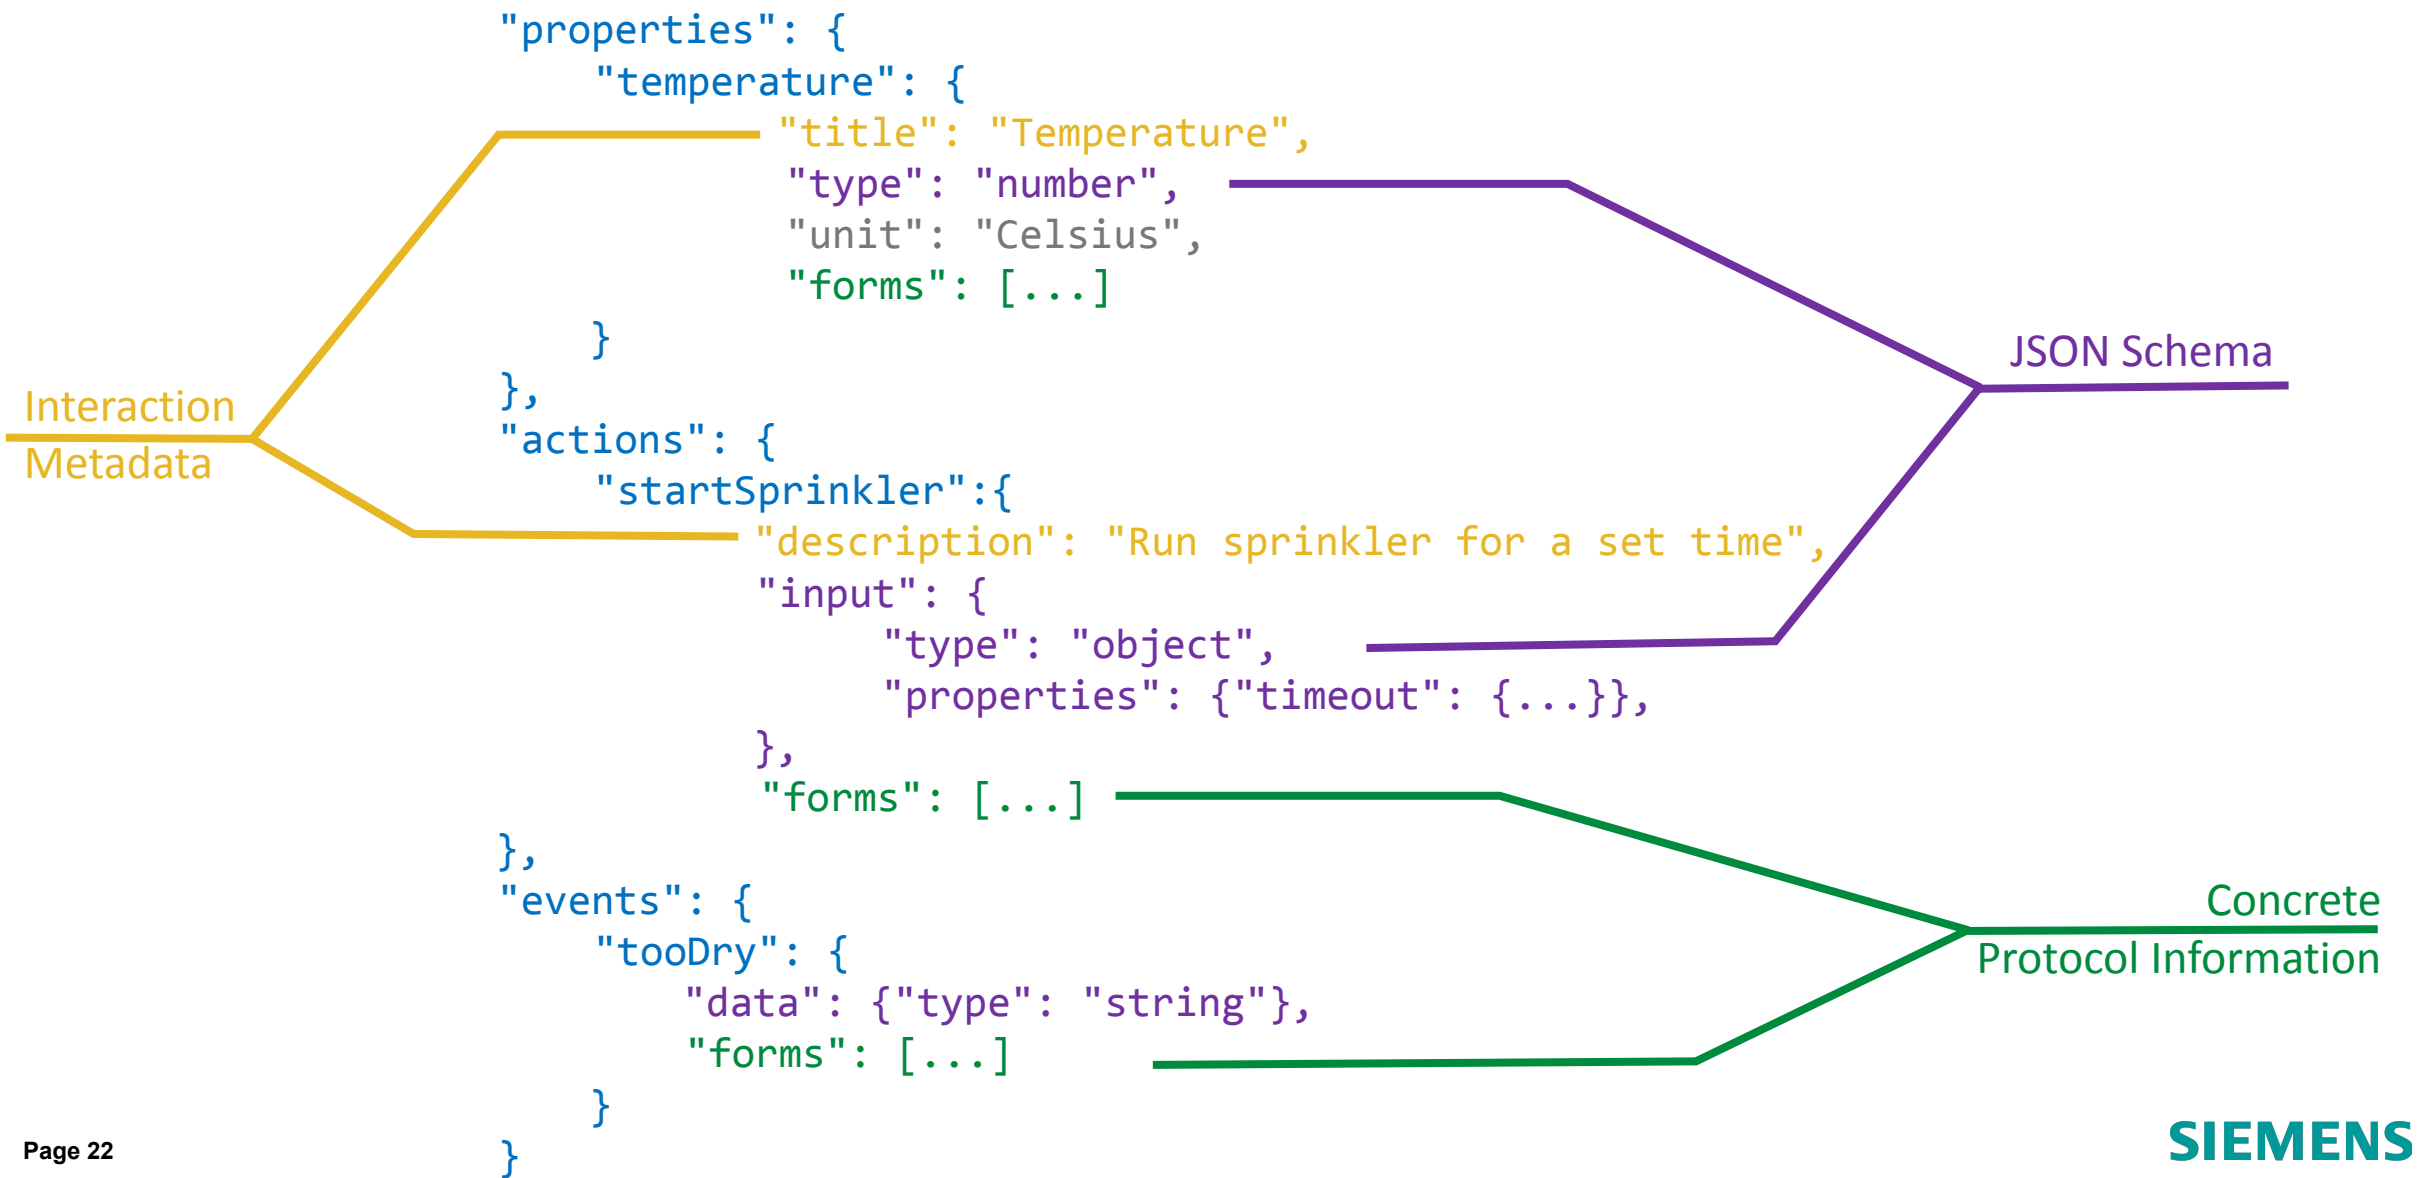 "properties": {
"temperature": {
"title": "Temperature",
"type": "number",
"unit": "Celsius",
"forms": [...]
}
JSON Schema
},
Interaction
Metadata
"actions": {
"startSprinkler":{
"description": "Run sprinkler for a set time",
"input": {
"type": "object",
"properties": {"timeout": {...}},
},
"forms": [...]
},
"events": {
Concrete
Protocol Information
"tooDry": {
"data": {"type": "string"},
"forms": [...]
}
}
Page 22
SIEMENS